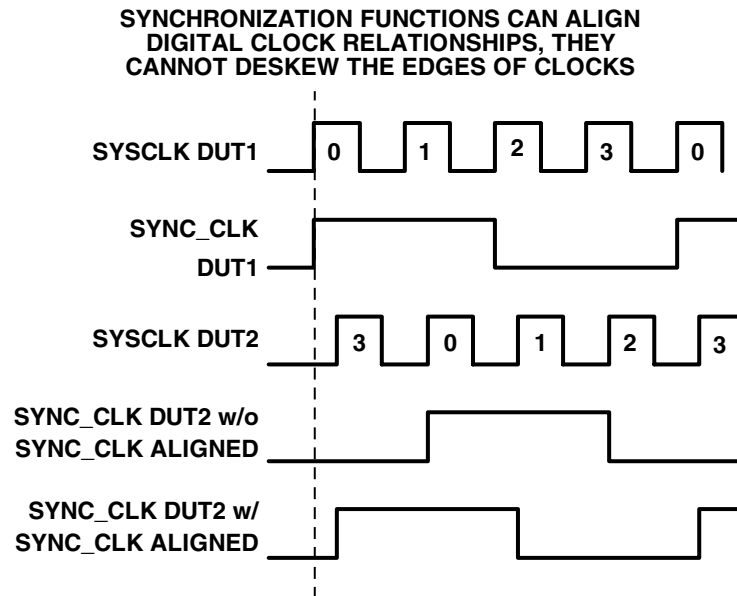 SYNCHRONIZATION FUNCTIONS CAN ALIGN
DIGITAL CLOCK RELATIONSHIPS, THEY
CANNOT DESKEW THE EDGES OF CLOCKS
SYSCLK DUT1
0 1 2 3 0
SYNC_CLK
DUT1
SYSCLK DUT2
3 0 1 2 3
SYNC_CLK DUT2 w/o
SYNC_CLK ALIGNED
SYNC_CLK DUT2 w/
SYNC_CLK ALIGNED